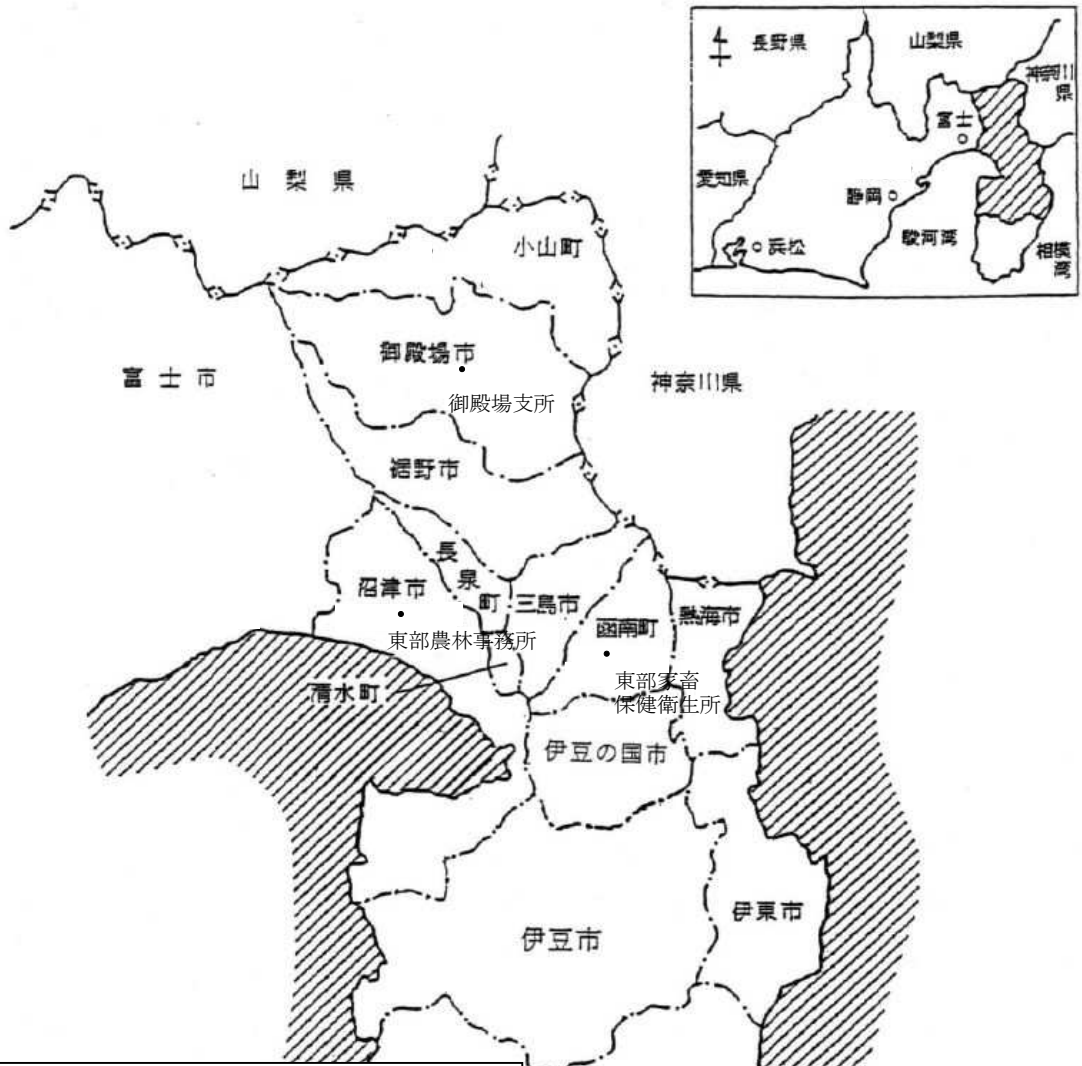 長野県
山梨県
神奈川
県
富士
愛知県
静岡
浜松
駿河湾
相模
湾
山梨県
小山町
御殿場市
富士市
神奈川県
御殿場支所
裾野市
長
泉
町
沼津市
三島市
函南町
熱海市
東部農林事務所
清水町
東部家畜
保健衛生所
伊豆の国市
伊東市
伊豆市